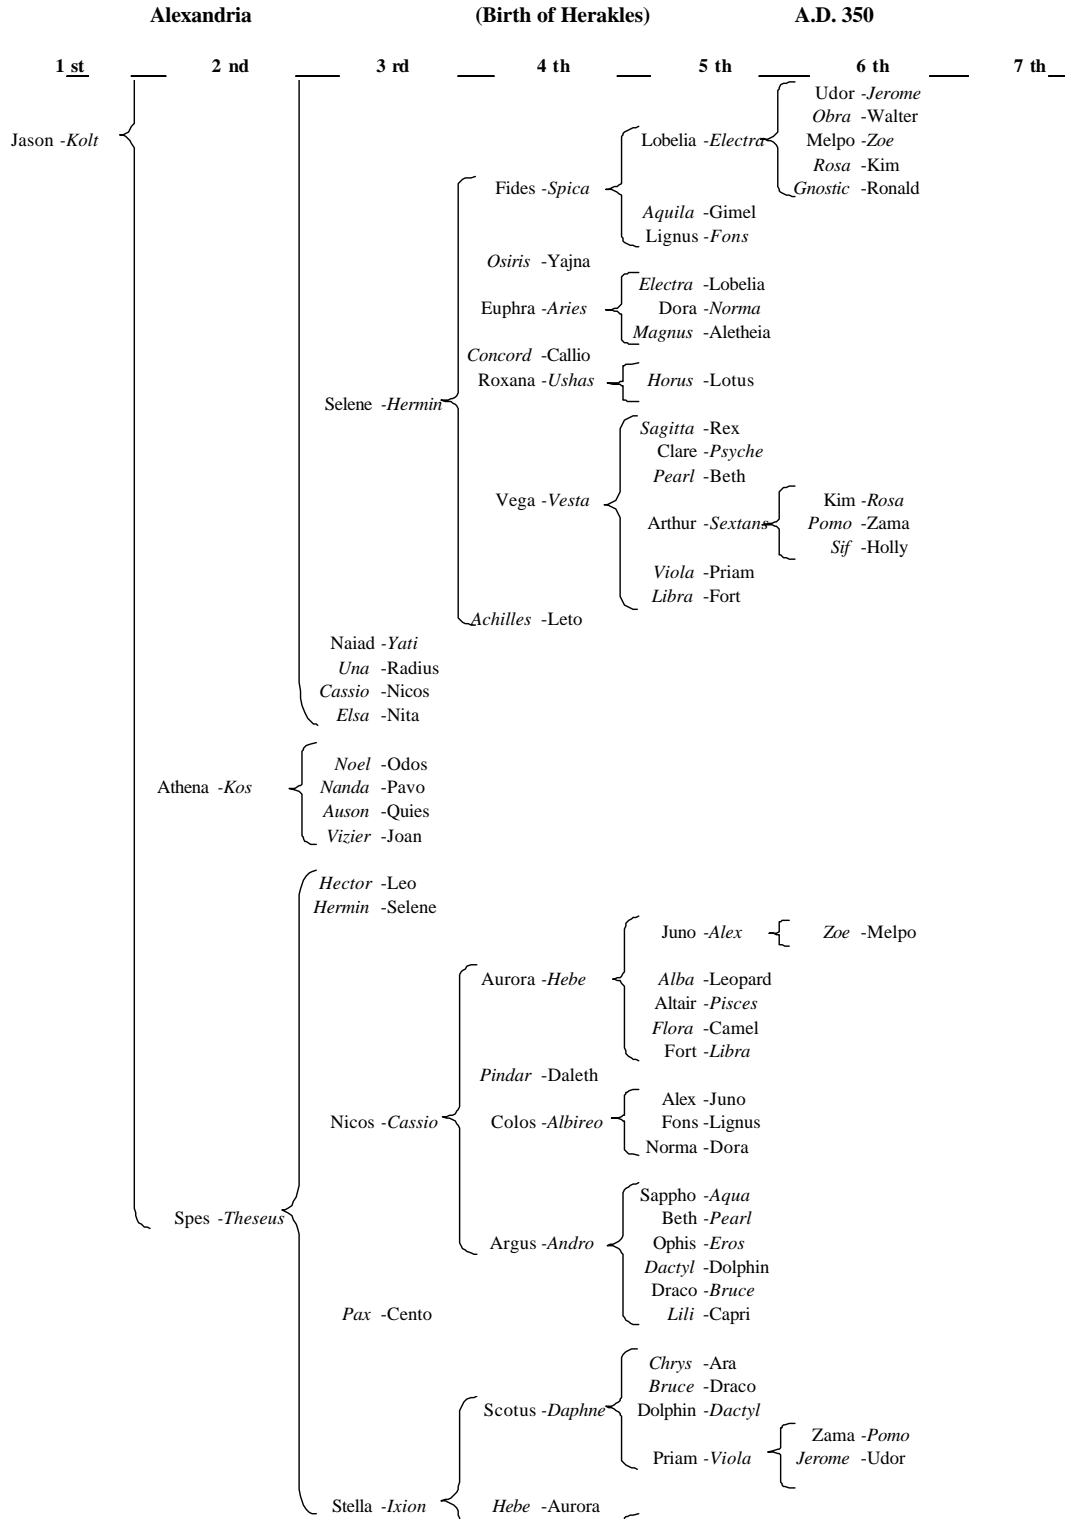 Alexandria (Birth of Herakles) A.D. 350
1 st 2 nd 3 rd 4 th 5 th 6 th 7 th
Udor -Jerome
Obra -Walter
Jason -Kolt Lobelia -Electra Melpo -Zoe
Rosa -Kim
Fides -Spica Gnostic -Ronald
Aquila -Gimel
Lignus -Fons
Osiris -Yajna
Electra -Lobelia
Euphra -Aries Dora -Norma
Magnus -Aletheia
Concord -Callio
Roxana -Ushas Horus -Lotus
Selene -Hermin
Sagitta -Rex
Clare -Psyche
Pearl -Beth
Vega -Vesta Kim -Rosa
Arthur -Sextans Pomo -Zama
Sif -Holly
Viola -Priam
Libra -Fort
Achilles -Leto
Naiad -Yati
Una -Radius
Cassio -Nicos
Elsa -Nita
Noel -Odos
Athena -Kos Nanda -Pavo
Auson -Quies
Vizier -Joan
Hector -Leo
Hermin -Selene
Juno -Alex Zoe -Melpo
Aurora -Hebe Alba -Leopard
Altair -Pisces
Flora -Camel
Fort -Libra
Pindar -Daleth
Alex -Juno
Nicos -Cassio Colos -Albireo Fons -Lignus
Norma -Dora
Sappho -Aqua
Spes -Theseus Beth -Pearl
Argus -Andro Ophis -Eros
Dactyl -Dolphin
Draco -Bruce
Pax -Cento Lili -Capri
Chrys -Ara
Bruce -Draco
Scotus -Daphne Dolphin -Dactyl
Zama -Pomo
Priam -Viola Jerome -Udor
Stella -Ixion Hebe -Aurora